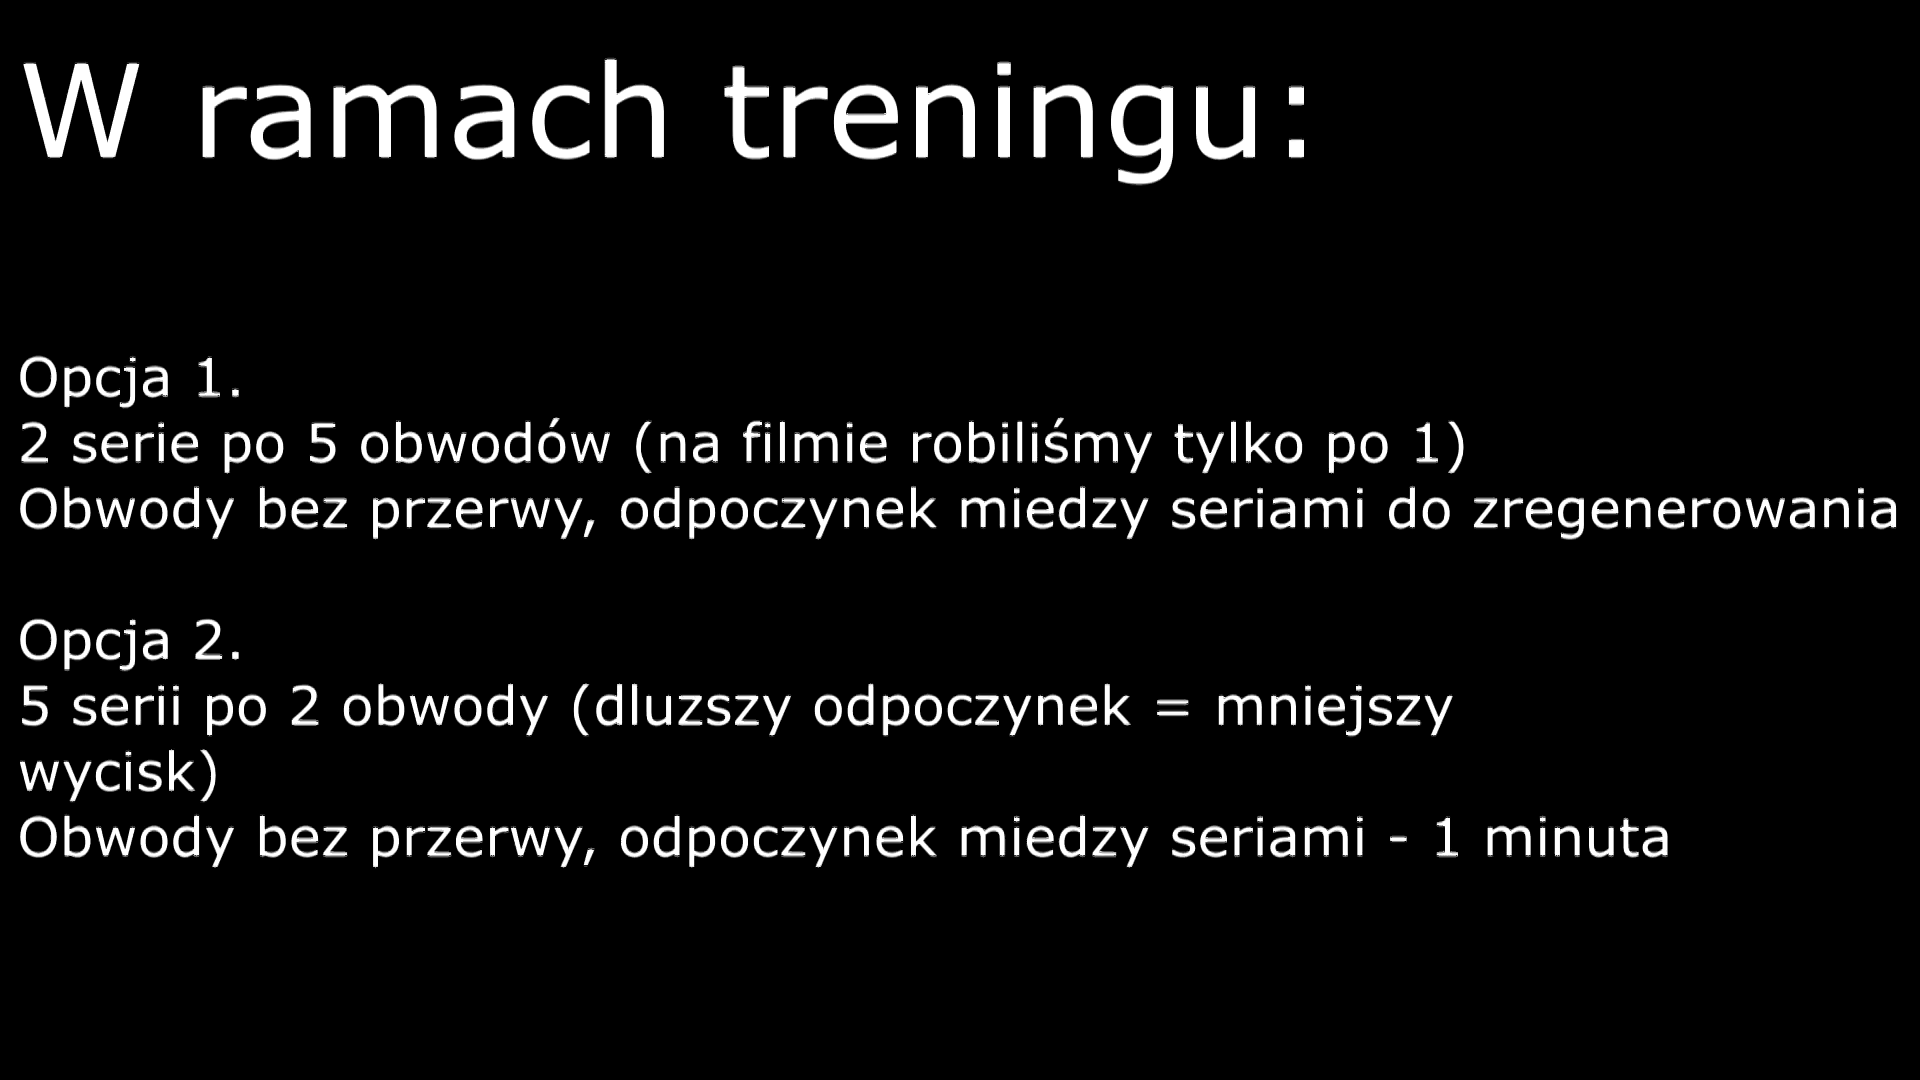 W ramach treningu:
Opcja 1.
2 serie po 5 obwodów (na filmie robiliśmy tylko po 1)
Obwody bez przerwy, odpoczynek miedzy seriami do zregenerowania
Opcja 2.
5 serii po 2 obwody (dluzszy odpoczynek = mniejszy
wycisk)
Obwody bez przerwy, odpoczynek miedzy seriami - 1 minuta